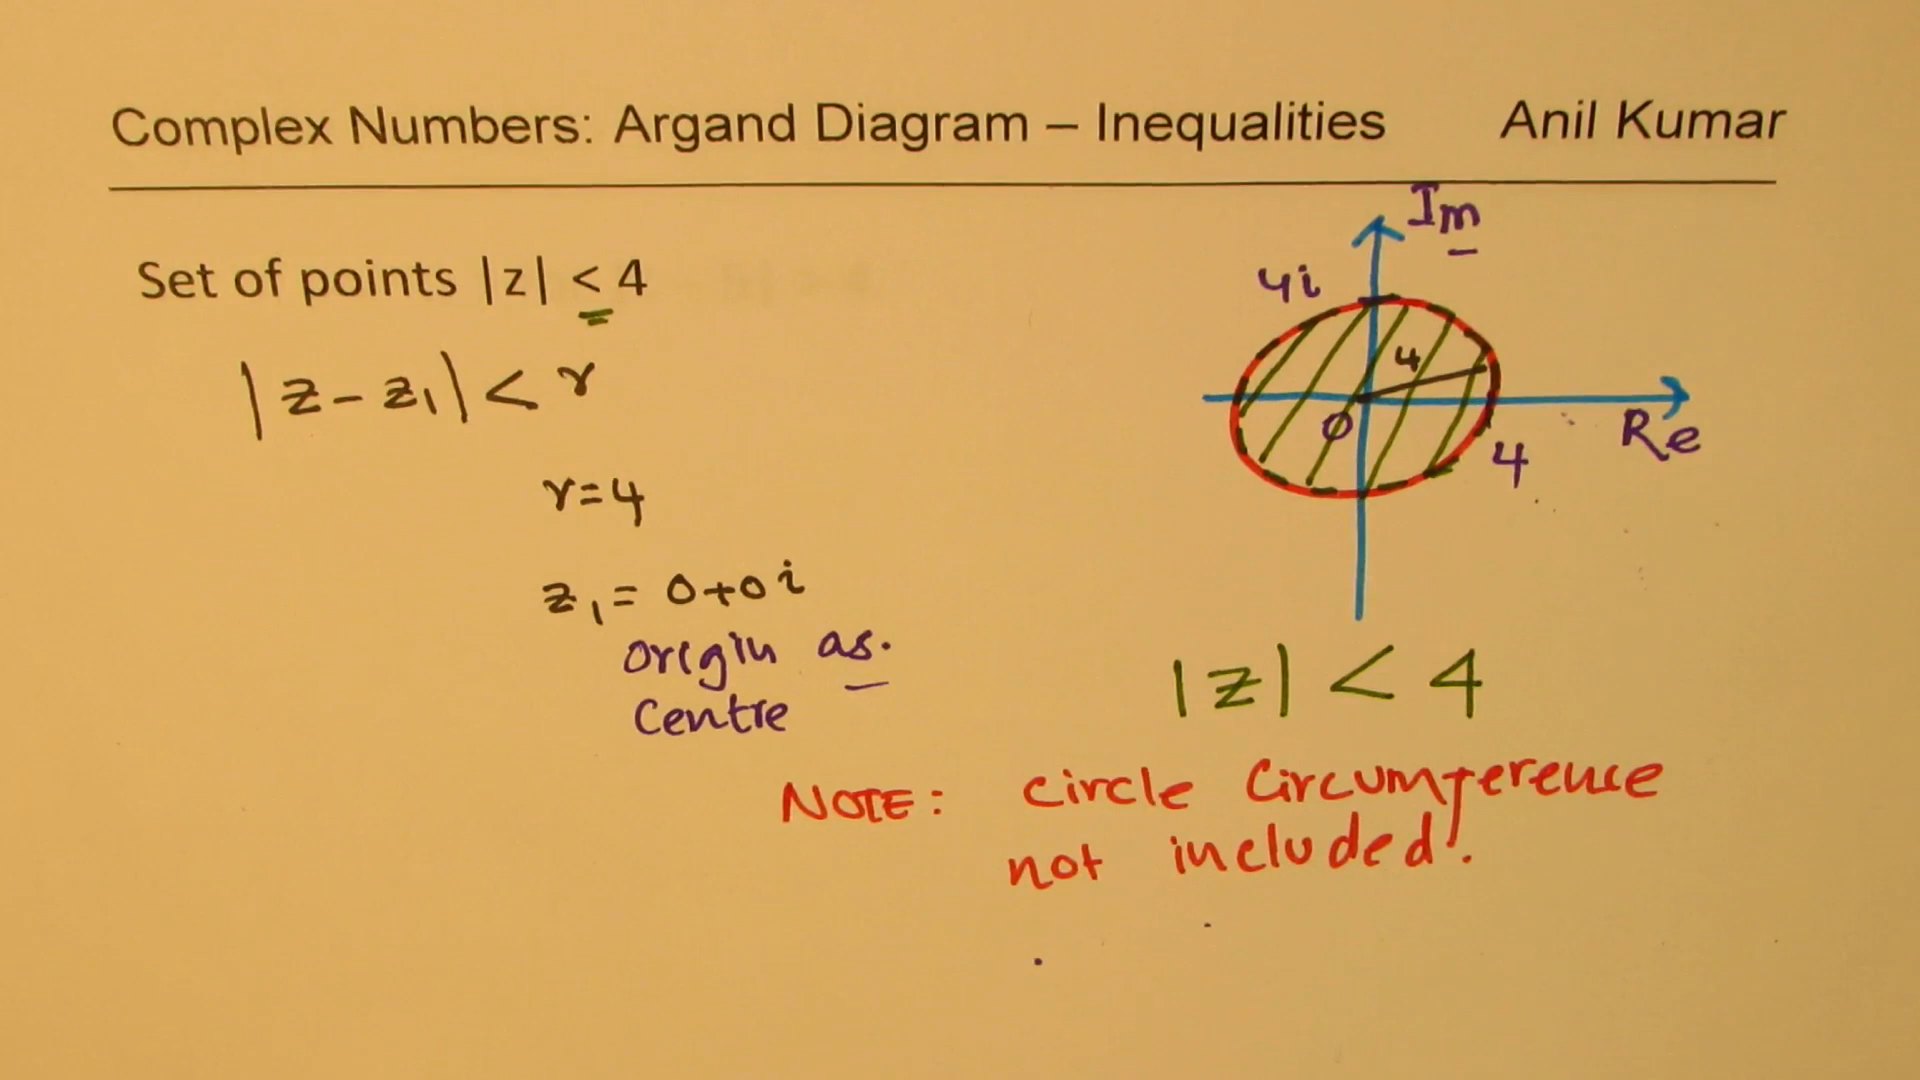 Complex Numbers: Argand Diagram – Inequalities Anil Kumar
Set of points |z| < 4
|z - z₁| < r
r = 4
z₁ = 0+0i
origin as.
Centre
Im
4i
4
0
4
Re
|z| < 4
NOTE: circle Circumference
not included.